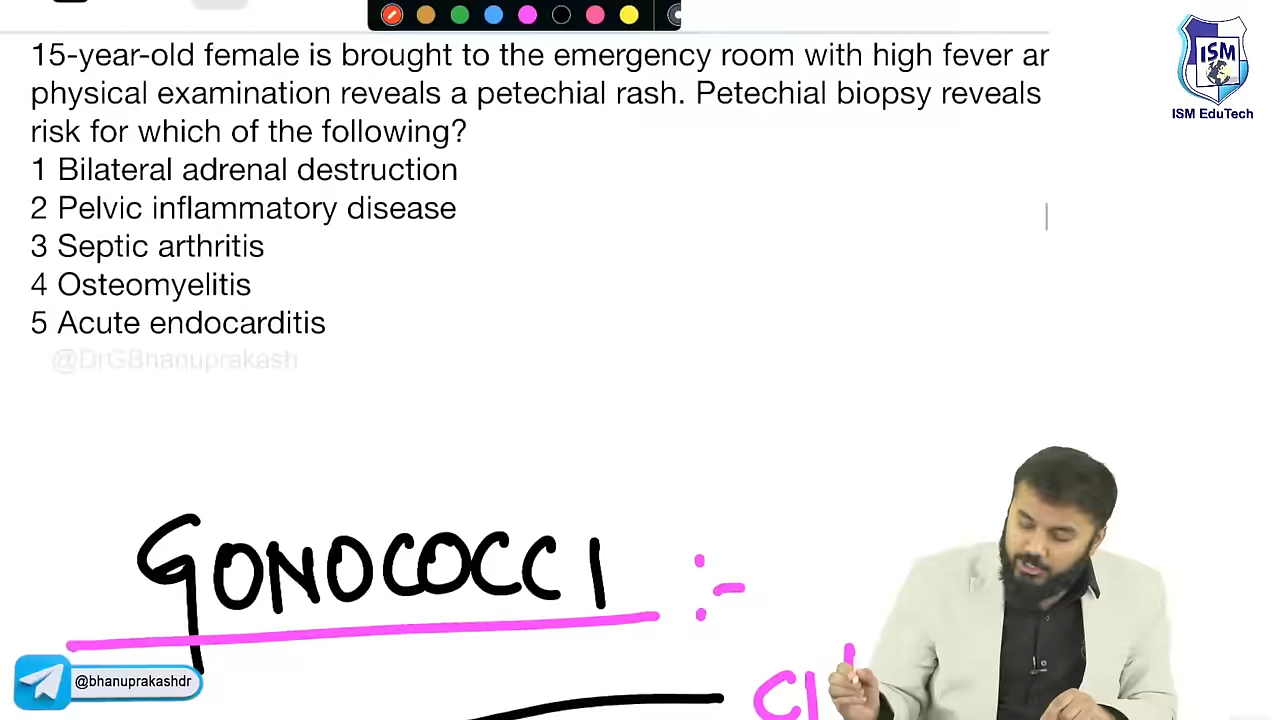 15-year-old female is brought to the emergency room with high fever ar
physical examination reveals a petechial rash. Petechial biopsy reveals
risk for which of the following?
1 Bilateral adrenal destruction
2 Pelvic inflammatory disease
3 Septic arthritis
4 Osteomyelitis
5 Acute endocarditis
@DrGBhanuprakash
ISM
ISM EduTech
GONOCOCCI :-
@bhanuprakashdr